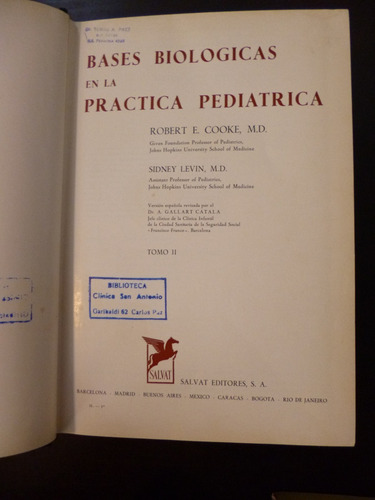 BASES BIOLOGICAS
EN LA
PRACTICA PEDIATRICA
ROBERT E. COOKE, M.D.
Given Foundation Professor of Pediatrics,
Johns Hopkins University School of Medicine
SIDNEY LEVIN, M.D.
Assistant Professor of Pediatrics,
Johns Hopkins University School of Medicine
Versión española revisada por el
Dr. A. GALLART CATALA
Jefe clínico de la Clínica Infantil
de la Ciudad Sanitaria de la Seguridad Social
«Francisco Franco». Barcelona
TOMO II
BIBLIOTECA
Clínica San Antonio
Garibaldi 62 Carlos Paz
SALVAT
SALVAT EDITORES, S. A.
BARCELONA - MADRID - BUENOS AIRES - MEXICO - CARACAS - BOGOTA - RIO DE JANEIRO